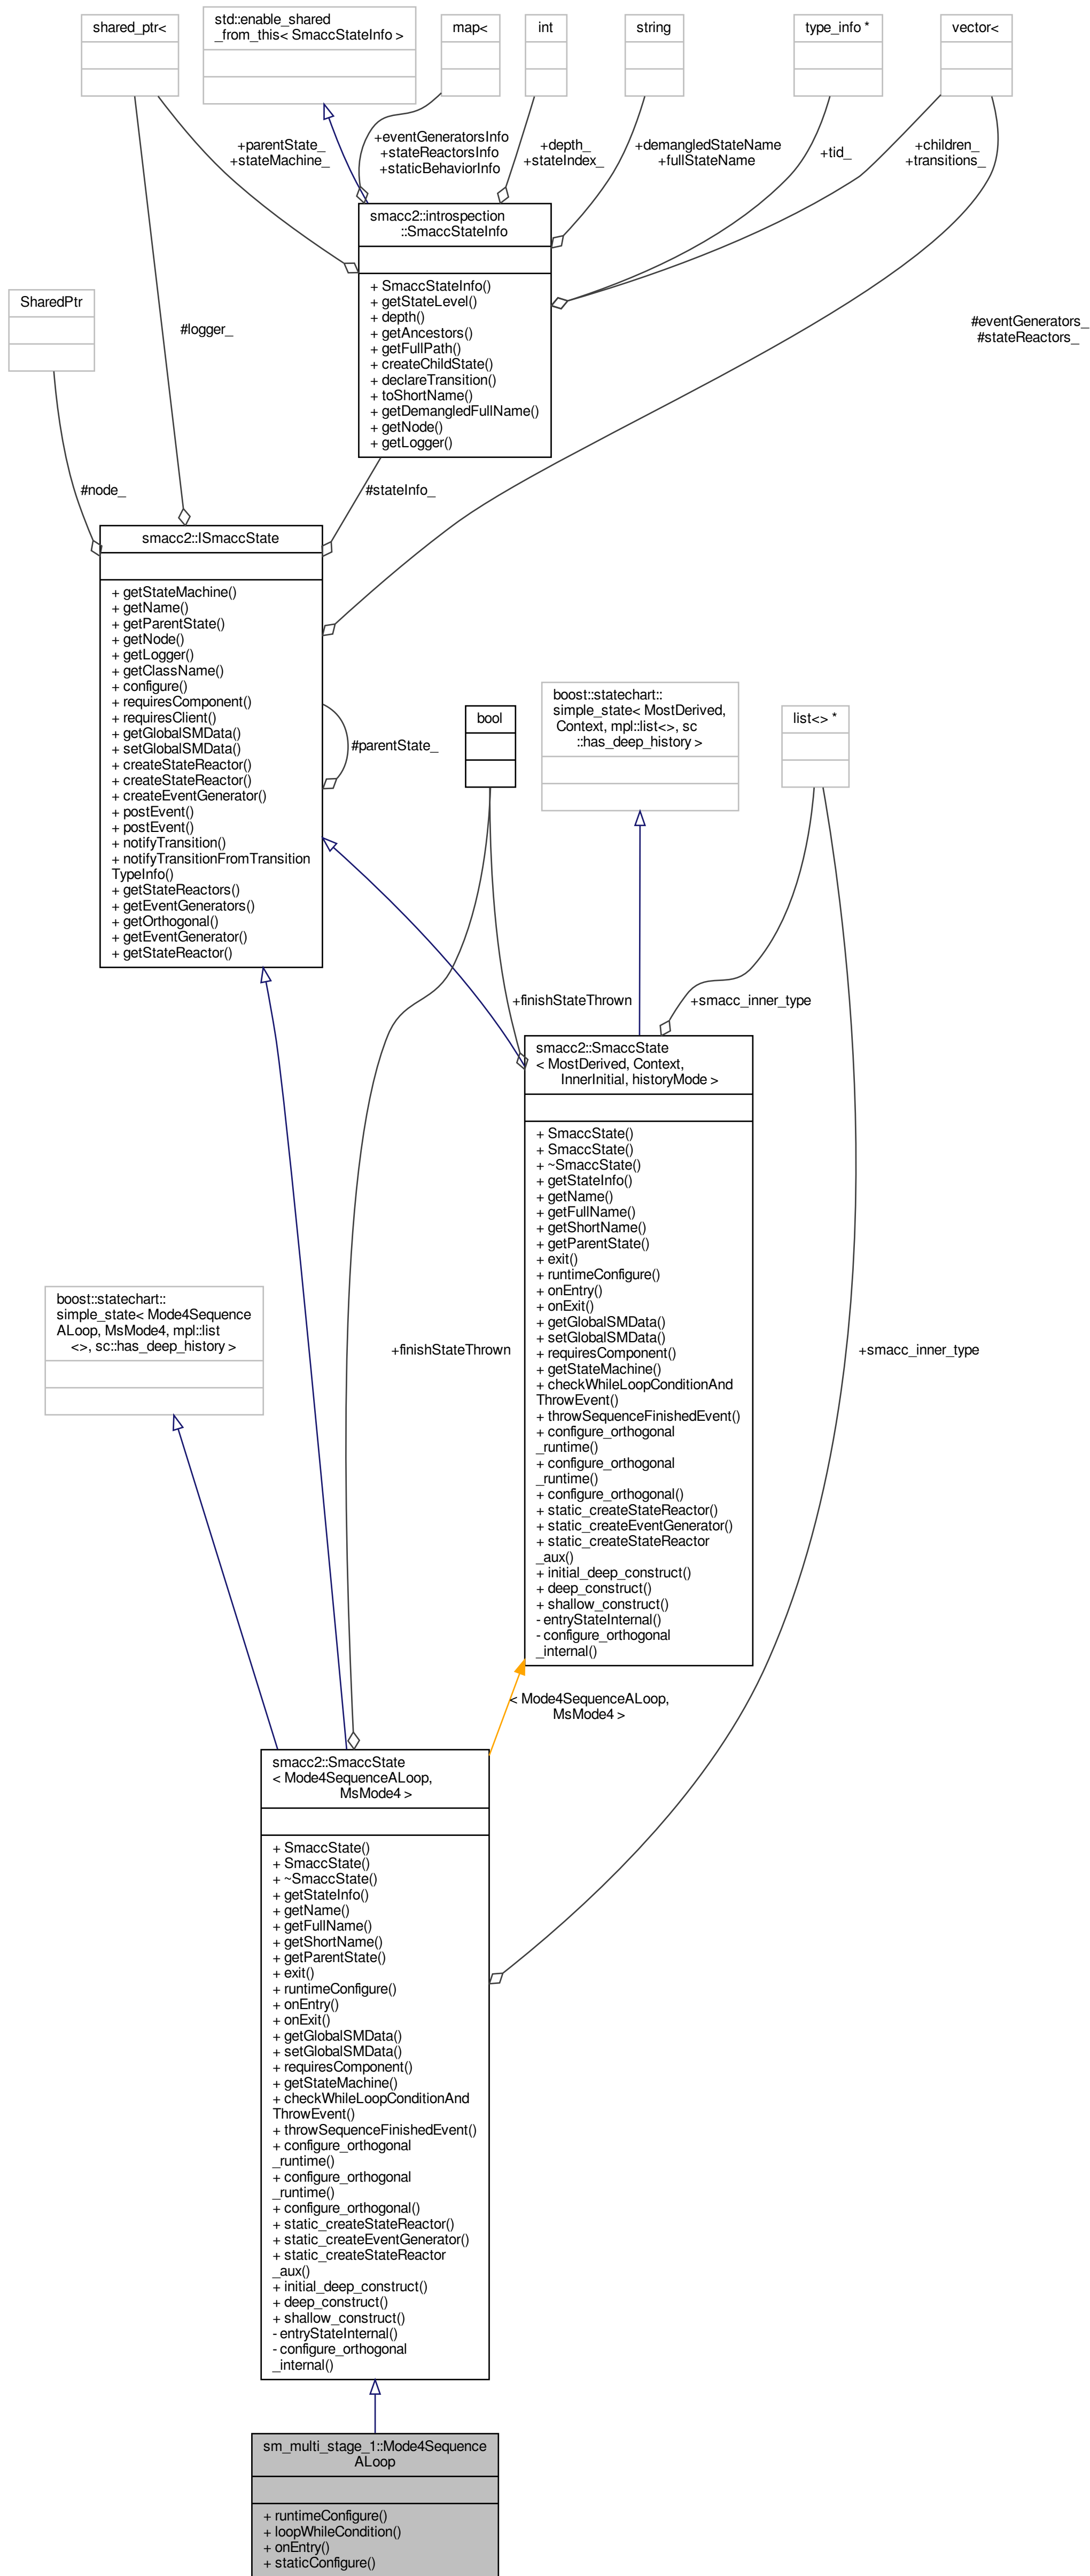 shared_ptr<
std::enable_shared
_from_this< SmaccStateInfo >
map<
int
string
type_info *
vector<
+parentState_
+stateMachine_
+eventGeneratorsInfo
+stateReactorsInfo
+staticBehaviorInfo
+depth_
+stateIndex_
+demangledStateName
+fullStateName
+tid_
+children_
+transitions_
smacc2::introspection
::SmaccStateInfo
+ SmaccStateInfo()
+ getStateLevel()
+ depth()
+ getAncestors()
+ getFullPath()
+ createChildState()
+ declareTransition()
+ toShortName()
+ getDemangledFullName()
+ getNode()
+ getLogger()
SharedPtr
#logger_
#eventGenerators_
#stateReactors_
#node_
#stateInfo_
smacc2::ISmaccState
+ getStateMachine()
+ getName()
+ getParentState()
+ getNode()
+ getLogger()
+ getClassName()
+ configure()
+ requiresComponent()
+ requiresClient()
+ getGlobalSMData()
+ setGlobalSMData()
+ createStateReactor()
+ createStateReactor()
+ createEventGenerator()
+ postEvent()
+ postEvent()
+ notifyTransition()
+ notifyTransitionFromTransition
TypeInfo()
+ getStateReactors()
+ getEventGenerators()
+ getOrthogonal()
+ getEventGenerator()
+ getStateReactor()
#parentState_
bool
boost::statechart::
simple_state< MostDerived,
Context, mpl::list<>, sc
::has_deep_history >
list<> *
+finishStateThrown
+smacc_inner_type
smacc2::SmaccState
< MostDerived, Context,
InnerInitial, historyMode >
+ SmaccState()
+ SmaccState()
+ ~SmaccState()
+ getStateInfo()
+ getName()
+ getFullName()
+ getShortName()
+ getParentState()
+ exit()
+ runtimeConfigure()
+ onEntry()
+ onExit()
+ getGlobalSMData()
+ setGlobalSMData()
+ requiresComponent()
+ getStateMachine()
+ checkWhileLoopConditionAnd
ThrowEvent()
+ throwSequenceFinishedEvent()
+ configure_orthogonal
_runtime()
+ configure_orthogonal
_runtime()
+ configure_orthogonal()
+ static_createStateReactor()
+ static_createEventGenerator()
+ static_createStateReactor
_aux()
+ initial_deep_construct()
+ deep_construct()
+ shallow_construct()
- entryStateInternal()
- configure_orthogonal
_internal()
boost::statechart::
simple_state< Mode4Sequence
ALoop, MsMode4, mpl::list
<>, sc::has_deep_history >
+finishStateThrown
+smacc_inner_type
< Mode4SequenceALoop,
MsMode4 >
smacc2::SmaccState
< Mode4SequenceALoop,
MsMode4 >
+ SmaccState()
+ SmaccState()
+ ~SmaccState()
+ getStateInfo()
+ getName()
+ getFullName()
+ getShortName()
+ getParentState()
+ exit()
+ runtimeConfigure()
+ onEntry()
+ onExit()
+ getGlobalSMData()
+ setGlobalSMData()
+ requiresComponent()
+ getStateMachine()
+ checkWhileLoopConditionAnd
ThrowEvent()
+ throwSequenceFinishedEvent()
+ configure_orthogonal
_runtime()
+ configure_orthogonal
_runtime()
+ configure_orthogonal()
+ static_createStateReactor()
+ static_createEventGenerator()
+ static_createStateReactor
_aux()
+ initial_deep_construct()
+ deep_construct()
+ shallow_construct()
- entryStateInternal()
- configure_orthogonal
_internal()
sm_multi_stage_1::Mode4Sequence
ALoop
+ runtimeConfigure()
+ loopWhileCondition()
+ onEntry()
+ staticConfigure()